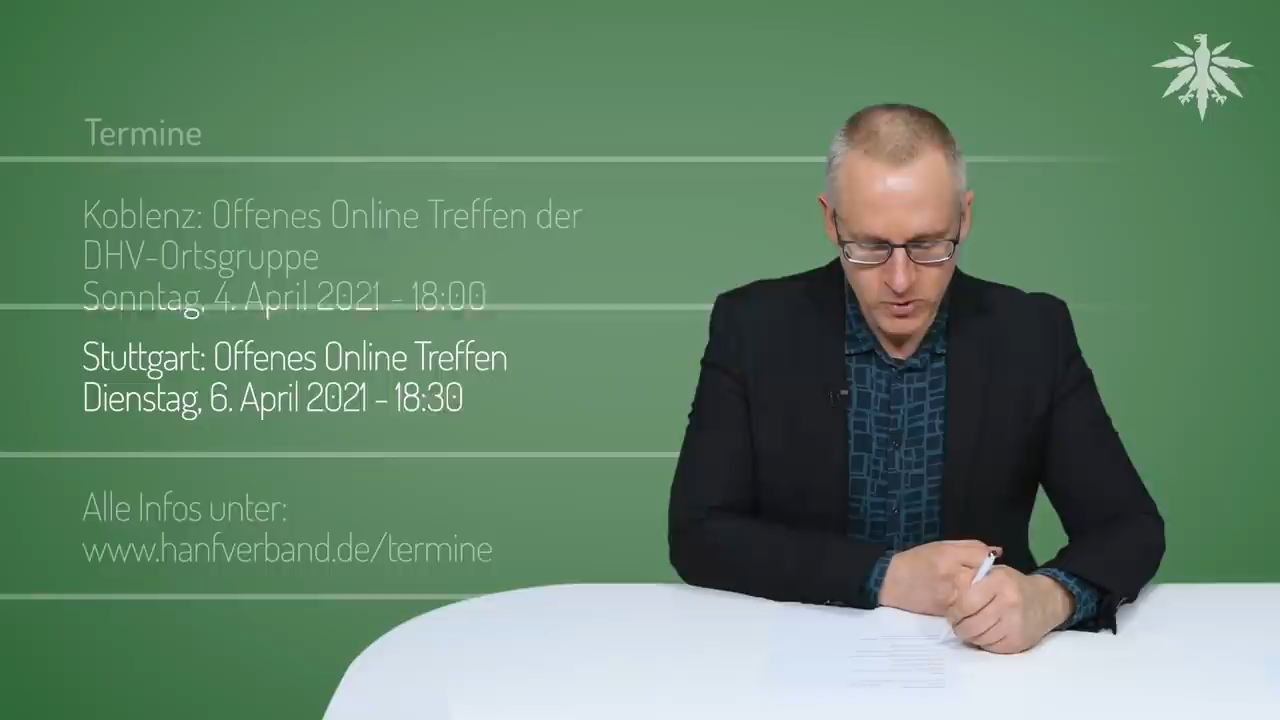 Termine
Koblenz: Offenes Online Treffen der
DHV-Ortsgruppe
Sonntag, 4. April 2021 - 18:00
Stuttgart: Offenes Online Treffen
Dienstag, 6. April 2021 - 18:30
Alle Infos unter:
www.hanfverband.de/termine